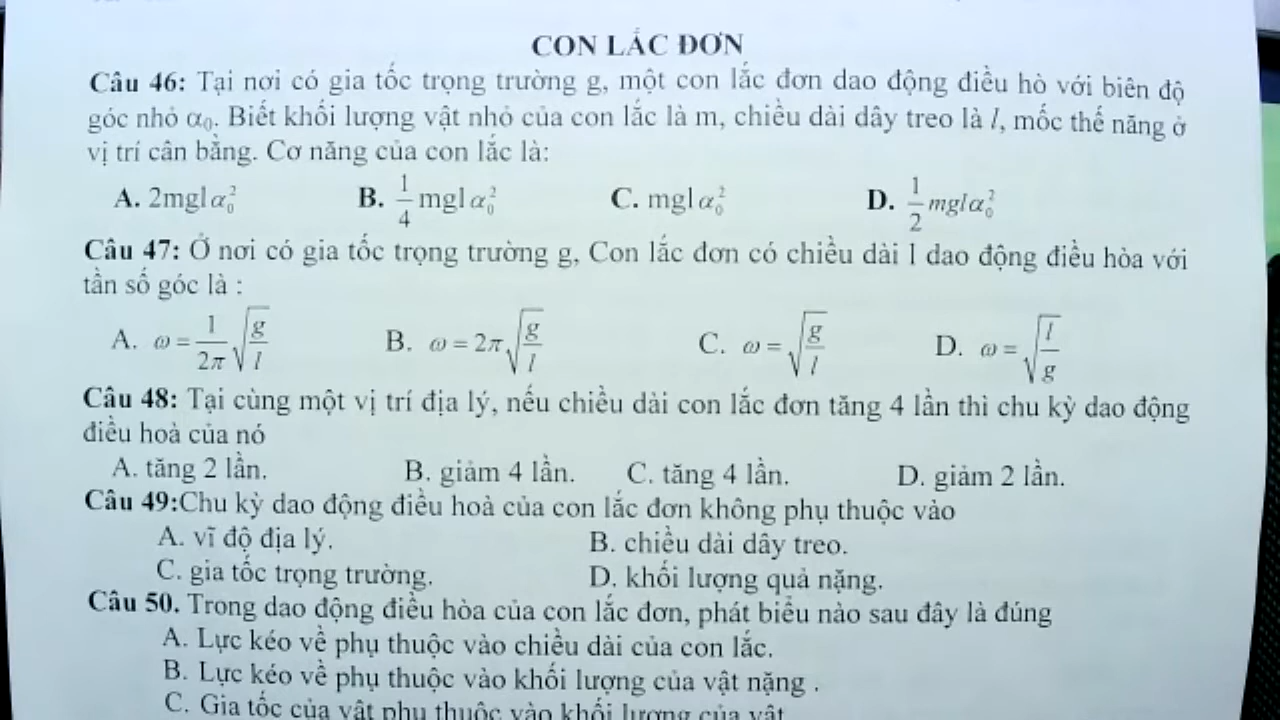 CON LẮC ĐƠN
Câu 46: Tại nơi có gia tốc trọng trường g, một con lắc đơn dao động điều hò với biên độ
góc nhỏ α₀. Biết khối lượng vật nhỏ của con lắc là m, chiều dài dây treo là l, mốc thế năng ở
vị trí cân bằng. Cơ năng của con lắc là:
A. 2mglα₀² B. 1/4 mglα₀² C. mglα₀² D. 1/2 mglα₀²
Câu 47: Ở nơi có gia tốc trọng trường g, Con lắc đơn có chiều dài l dao động điều hòa với
tần số góc là :
A. ω = 1/2π √(g/l) B. ω = 2π √(g/l) C. ω = √(g/l) D. ω = √(l/g)
Câu 48: Tại cùng một vị trí địa lý, nếu chiều dài con lắc đơn tăng 4 lần thì chu kỳ dao động
điều hoà của nó
A. tăng 2 lần. B. giảm 4 lần. C. tăng 4 lần. D. giảm 2 lần.
Câu 49:Chu kỳ dao động điều hoà của con lắc đơn không phụ thuộc vào
A. vĩ độ địa lý. B. chiều dài dây treo.
C. gia tốc trọng trường. D. khối lượng quả nặng.
Câu 50. Trong dao động điều hòa của con lắc đơn, phát biểu nào sau đây là đúng
A. Lực kéo về phụ thuộc vào chiều dài của con lắc.
B. Lực kéo về phụ thuộc vào khối lượng của vật nặng .
C. Gia tốc của vật phụ thuộc vào khối lượng của vật